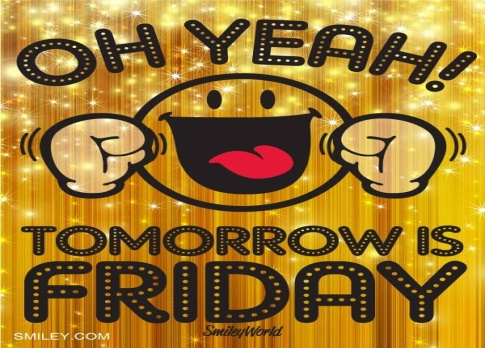 OH YEAH!
TOMORROW IS
FRIDAY
SmileyWorld
SMILEY.COM